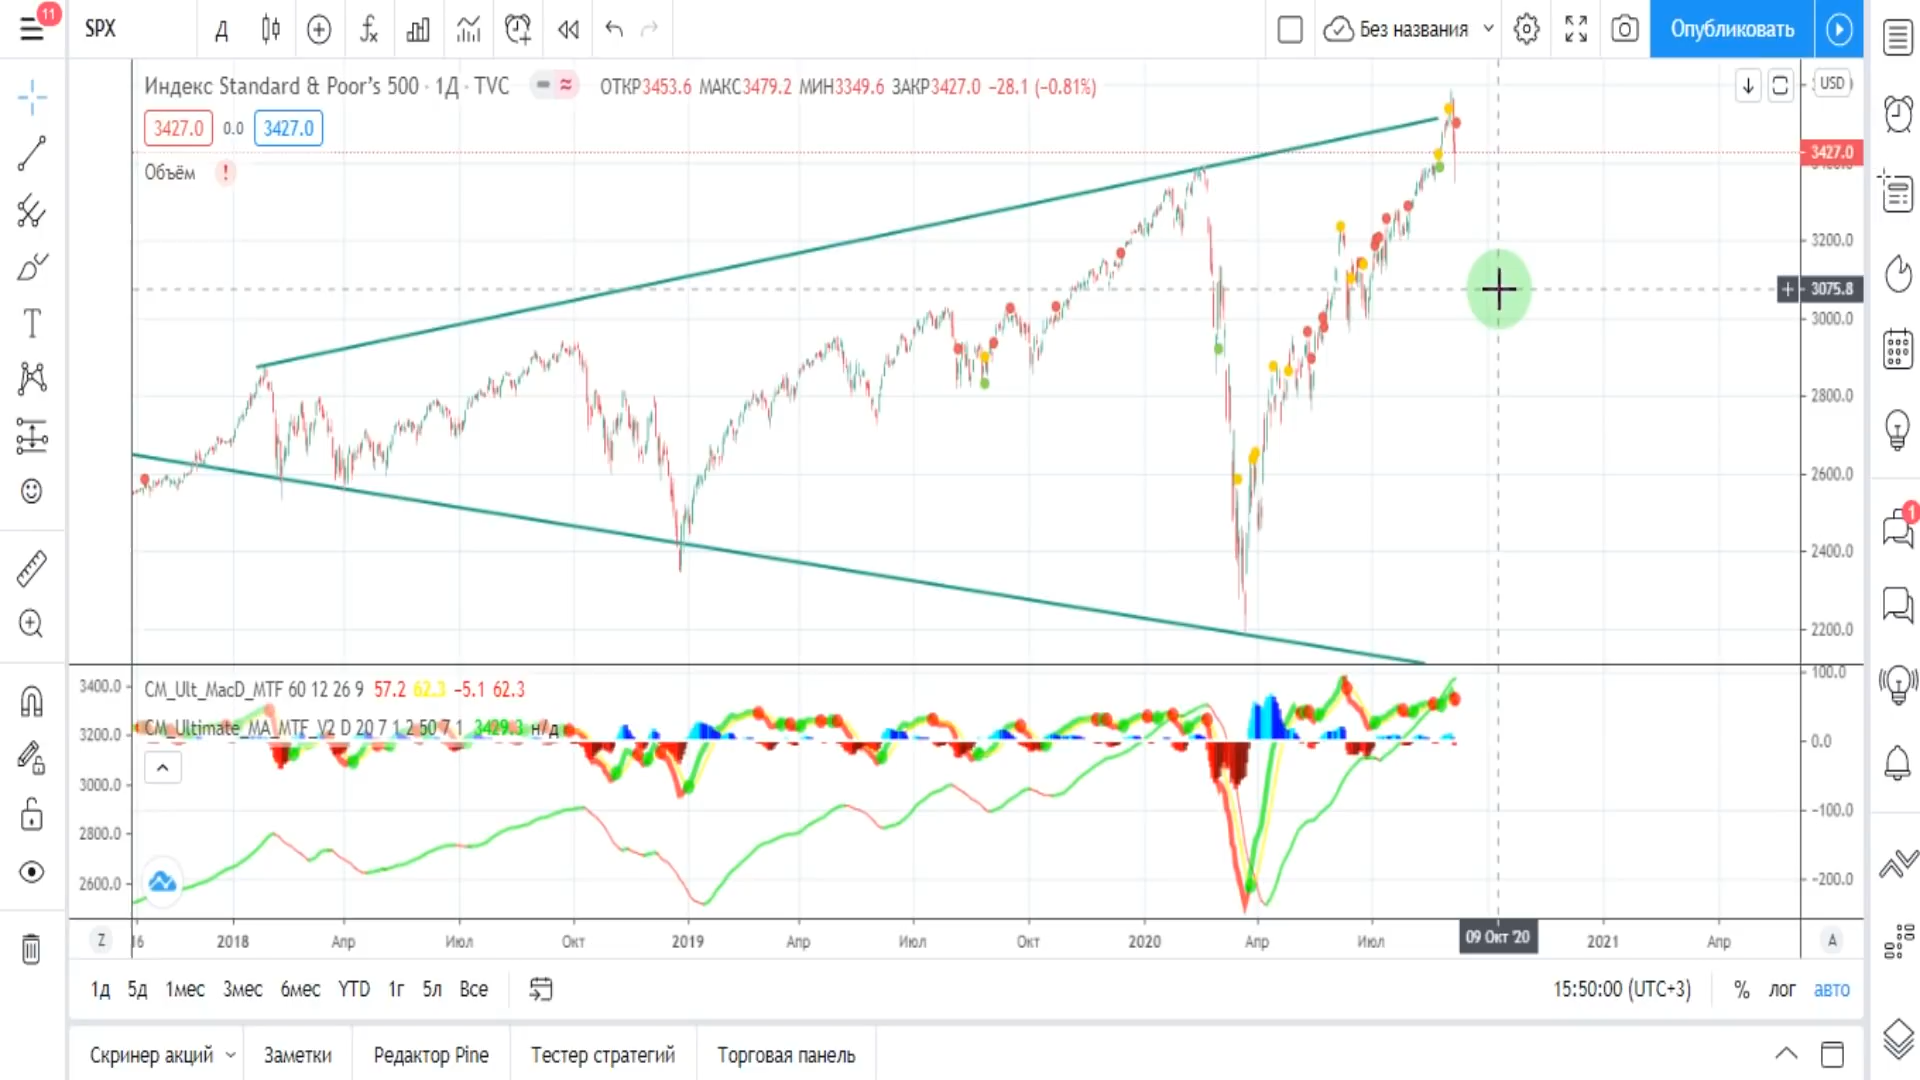 11
SPX
Д
Без названия
Опубликовать
Индекс Standard & Poor's 500 · 1Д · TVC
ОТКР3453.6 МАКС3479.2 МИН3349.6 ЗАКР3427.0 −28.1 (−0.81%)
USD
3427.0 0.0 3427.0
Объём !
3427.0
3200.0
3075.8
3000.0
2800.0
2600.0
2400.0
2200.0
CM_Ult_MacD_MTF 60 12 26 9 57.2 62.3 −5.1 62.3
CM_Ultimate_MA_MTF_V2 D 20 7 1 2 50 7 1 3429.3 н/д
3400.0
3200.0
3000.0
2800.0
2600.0
100.0
0.0
−100.0
−200.0
1
Z
16 2018 Апр Июл Окт 2019 Апр Июл Окт 2020 Апр Июл 09 Окт '20 2021 Апр
A
1д 5д 1мес 3мес 6мес YTD 1г 5л Все
15:50:00 (UTC+3) % лог авто
Скринер акций Заметки Редактор Pine Тестер стратегий Торговая панель